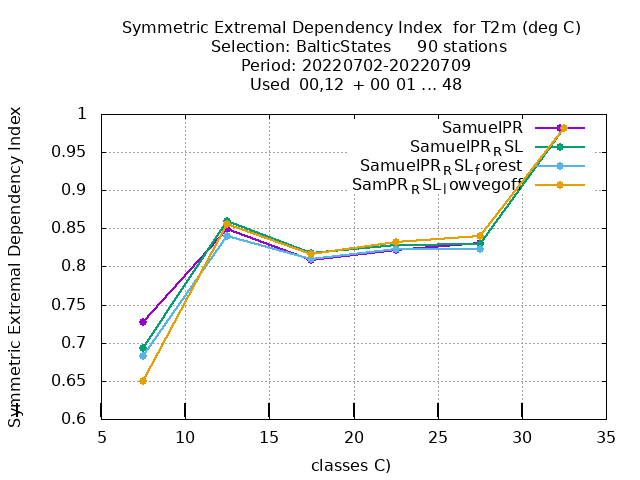 Symmetric Extremal Dependency Index  for T2m (deg C)
Selection: BalticStates     90 stations
Period: 20220702-20220709
Used  00,12  + 00 01 ... 48
Symmetric Extremal Dependency Index
SamuelPR
SamuelPR_RSL
SamuelPR_RSL_forest
SamPR_RSL_lowvegoff
1
0.95
0.9
0.85
0.8
0.75
0.7
0.65
0.6
5 10 15 20 25 30 35
classes C)